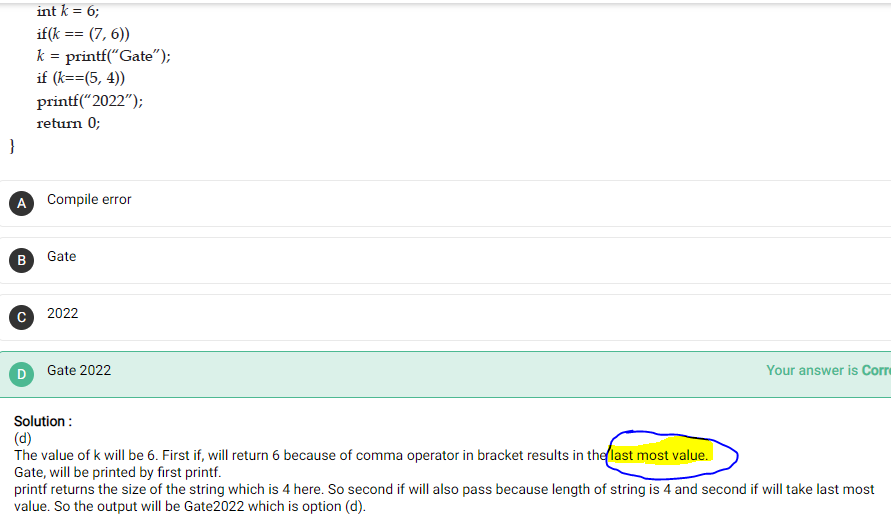 int k = 6;
if(k == (7, 6))
k = printf(“Gate”);
if (k==(5, 4))
printf(“2022”);
return 0;
}
A Compile error
B Gate
C 2022
D Gate 2022 Your answer is Corre
Solution :
(d)
The value of k will be 6. First if, will return 6 because of comma operator in bracket results in the last most value.
Gate, will be printed by first printf.
printf returns the size of the string which is 4 here. So second if will also pass because length of string is 4 and second if will take last most
value. So the output will be Gate2022 which is option (d).